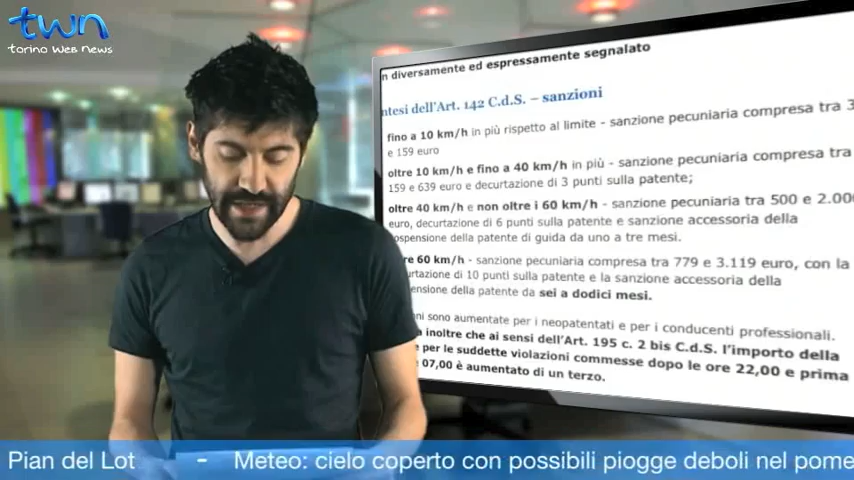 twn
torino web news
n diversamente ed espressamente segnalato
ntesi dell'Art. 142 C.d.S. – sanzioni
fino a 10 km/h in più rispetto al limite - sanzione pecuniaria compresa tra 3
e 159 euro
oltre 10 km/h e fino a 40 km/h in più - sanzione pecuniaria compresa tra
159 e 639 euro e decurtazione di 3 punti sulla patente;
oltre 40 km/h e non oltre i 60 km/h - sanzione pecuniaria tra 500 e 2.000
euro, decurtazione di 6 punti sulla patente e sanzione accessoria della
ospensione della patente di guida da uno a tre mesi.
re 60 km/h - sanzione pecuniaria compresa tra 779 e 3.119 euro, con la
urtazione di 10 punti sulla patente e la sanzione accessoria della
ensione della patente da sei a dodici mesi.
ni sono aumentate per i neopatentati e per i conducenti professionali.
a inoltre che ai sensi dell'Art. 195 c. 2 bis C.d.S. l'importo della
e per le suddette violazioni commesse dopo le ore 22,00 e prima
07,00 è aumentato di un terzo.
Pian del Lot - Meteo: cielo coperto con possibili piogge deboli nel pome